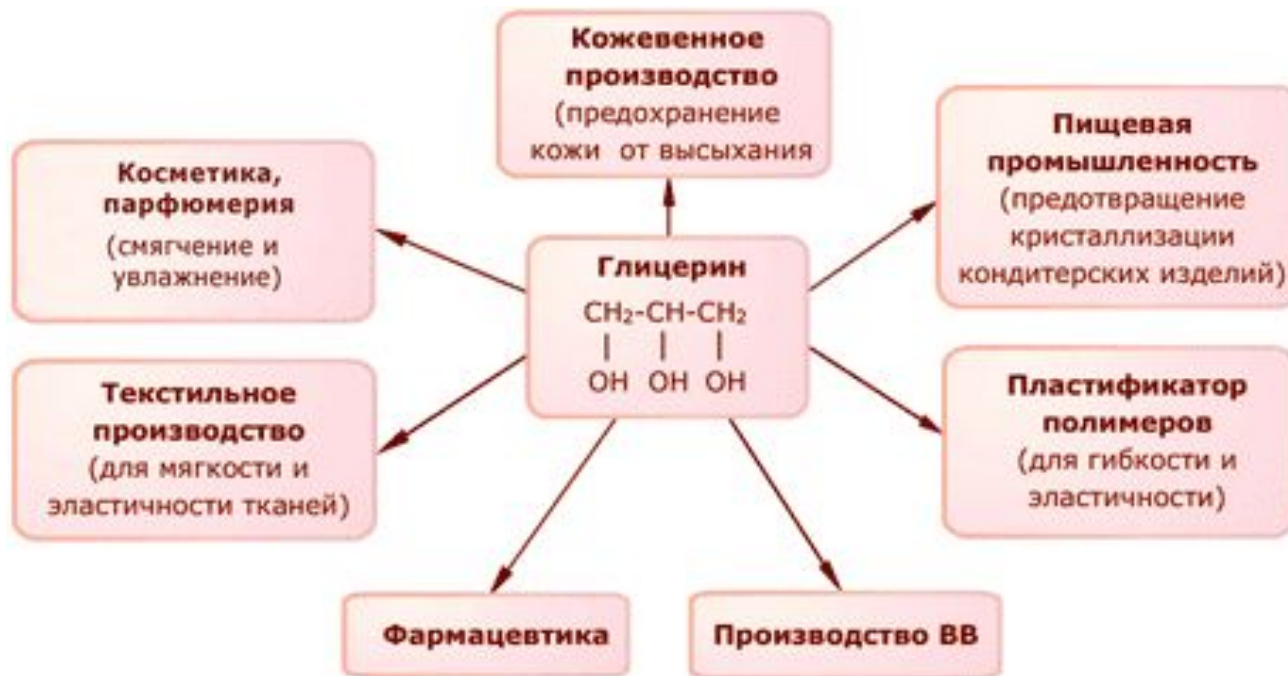 Кожевенное
производство
(предохранение
кожи от высыхания
Косметика,
парфюмерия
(смягчение и
увлажнение)
Пищевая
промышленность
(предотвращение
кристаллизации
кондитерских изделий)
Глицерин
CH₂-CH-CH₂
| | |
OH OH OH
Текстильное
производство
(для мягкости и
эластичности тканей)
Пластификатор
полимеров
(для гибкости и
эластичности)
Фармацевтика
Производство ВВ